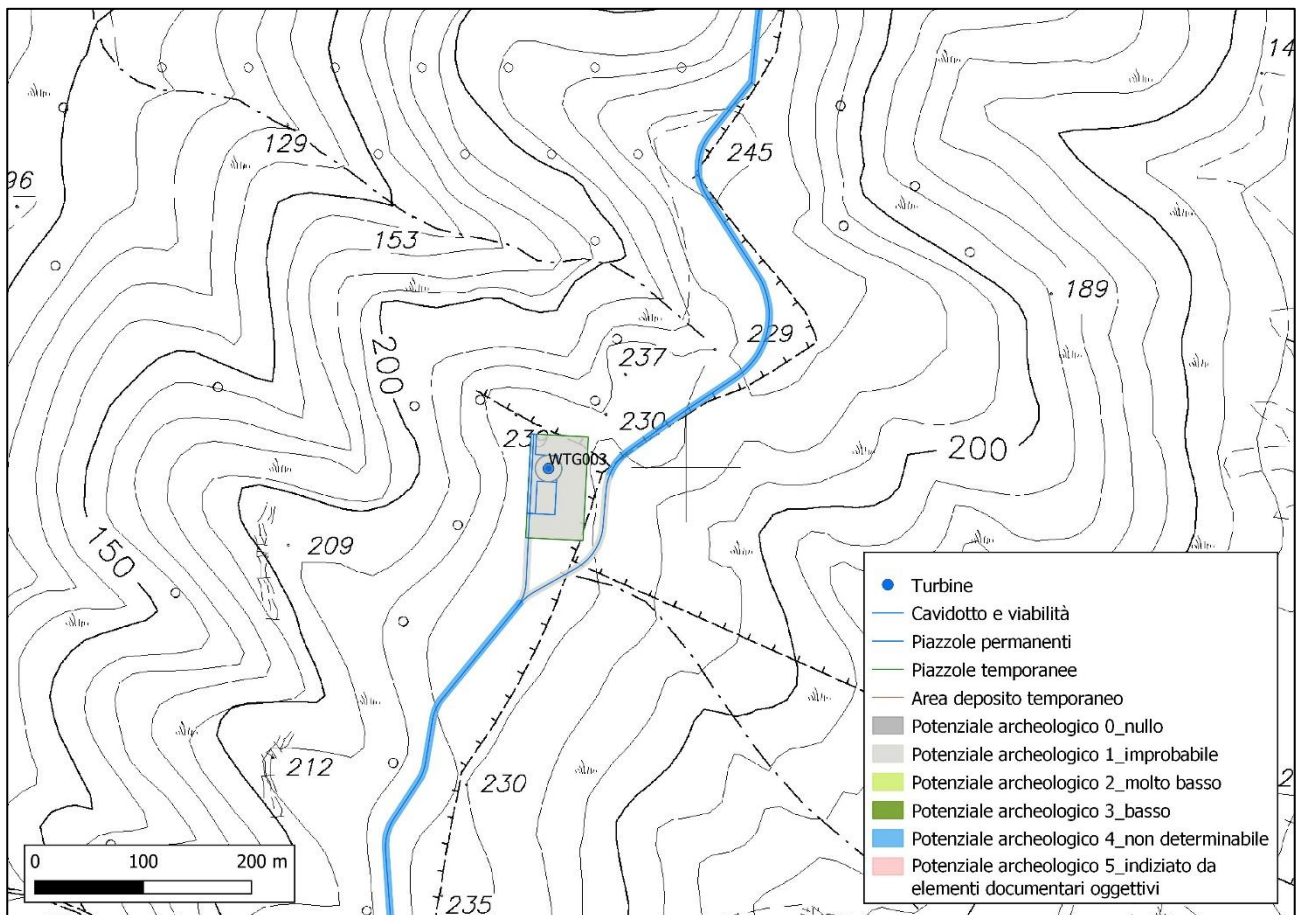 14
245
129
96
153
189
229
237
200
230
200
WTG003
209
150
212
230
235
2
Turbine
Cavidotto e viabilità
Piazzole permanenti
Piazzole temporanee
Area deposito temporaneo
Potenziale archeologico 0_nullo
Potenziale archeologico 1_improbabile
Potenziale archeologico 2_molto basso
Potenziale archeologico 3_basso
Potenziale archeologico 4_non determinabile
Potenziale archeologico 5_indiziato da
elementi documentari oggettivi
0 100 200 m